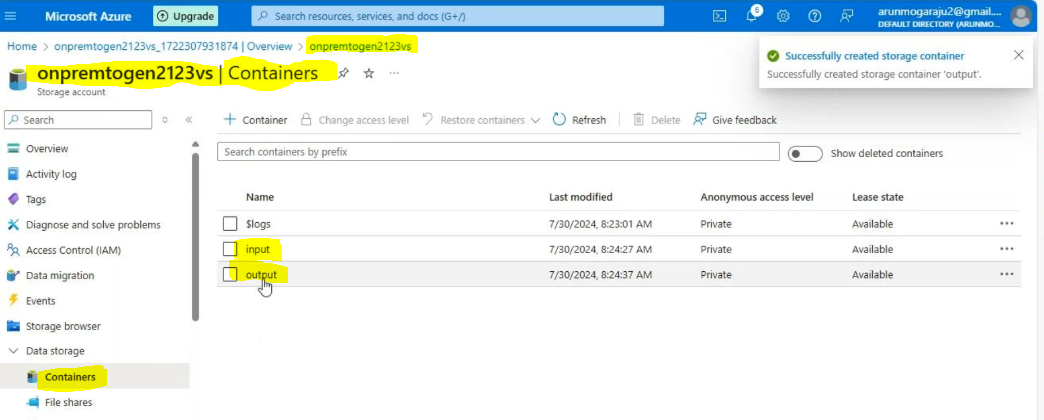 Microsoft Azure
Upgrade
Search resources, services, and docs (G+/)
6
arunmogaraju2@gmail....
DEFAULT DIRECTORY (ARUNMO...
Home > onpremtogen2123vs_1722307931874 | Overview > onpremtogen2123vs
onpremtogen2123vs | Containers
Storage account
Successfully created storage container
Successfully created storage container 'output'.
Search
Container
Change access level
Restore containers
Refresh
Delete
Give feedback
Search containers by prefix
Show deleted containers
Overview
Activity log
Tags
Diagnose and solve problems
Access Control (IAM)
Data migration
Events
Storage browser
Data storage
Containers
File shares
Name Last modified Anonymous access level Lease state
$logs 7/30/2024, 8:23:01 AM Private Available
input 7/30/2024, 8:24:27 AM Private Available
output 7/30/2024, 8:24:37 AM Private Available